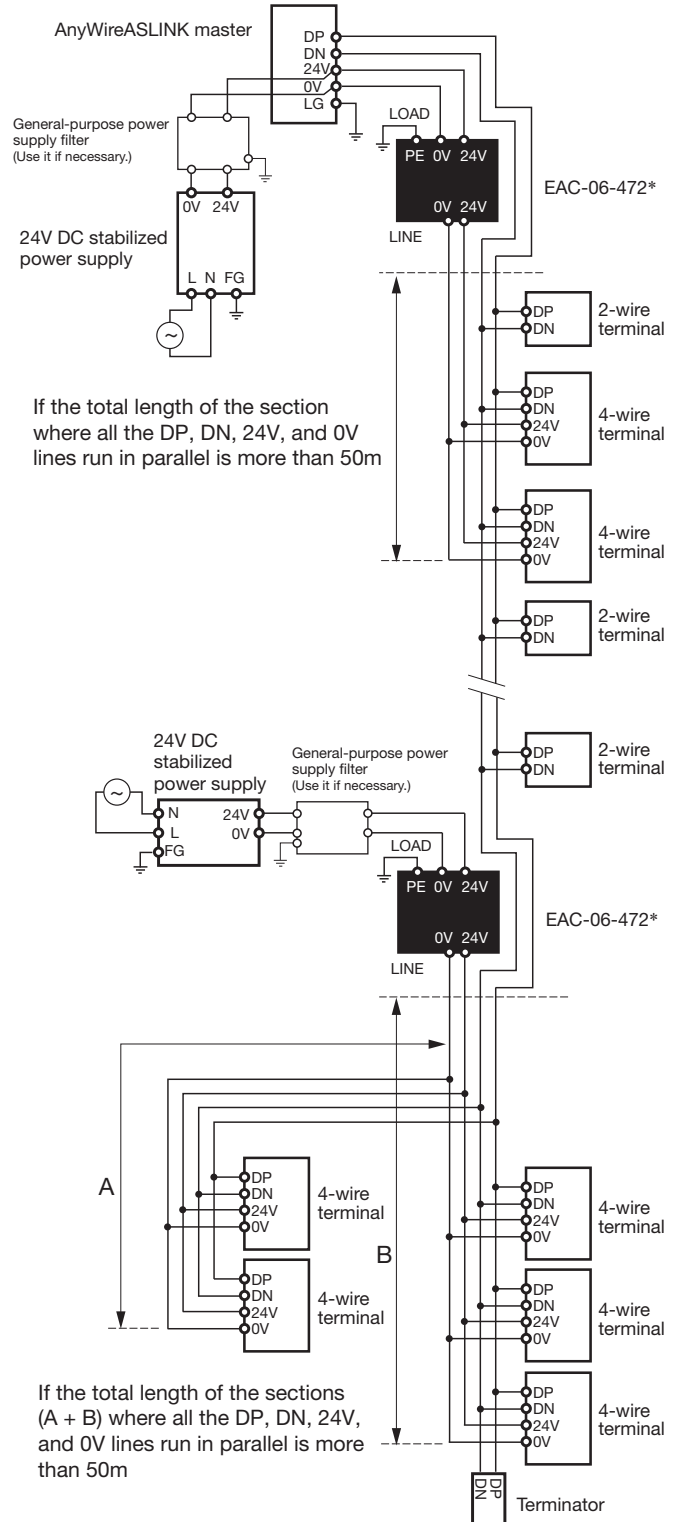 AnyWireASLINK master
DP
DN
24V
0V
LG
General-purpose power
supply filter
(Use it if necessary.)
0V 24V
24V DC stabilized
power supply
L N FG
~
LOAD
PE 0V 24V
0V 24V
LINE
EAC-06-472*
If the total length of the section
where all the DP, DN, 24V, and 0V
lines run in parallel is more than 50m
DP
DN
2-wire
terminal
DP
DN
24V
0V
4-wire
terminal
DP
DN
24V
0V
4-wire
terminal
DP
DN
2-wire
terminal
DP
DN
2-wire
terminal
24V DC
stabilized
power supply
~
N
L
FG
24V
0V
General-purpose power
supply filter
(Use it if necessary.)
LOAD
PE 0V 24V
0V 24V
LINE
EAC-06-472*
A
DP
DN
24V
0V
4-wire
terminal
DP
DN
24V
0V
4-wire
terminal
B
DP
DN
24V
0V
4-wire
terminal
DP
DN
24V
0V
4-wire
terminal
DP
DN
24V
0V
4-wire
terminal
If the total length of the sections
(A + B) where all the DP, DN, 24V,
and 0V lines run in parallel is more
than 50m
DN
DP
Terminator